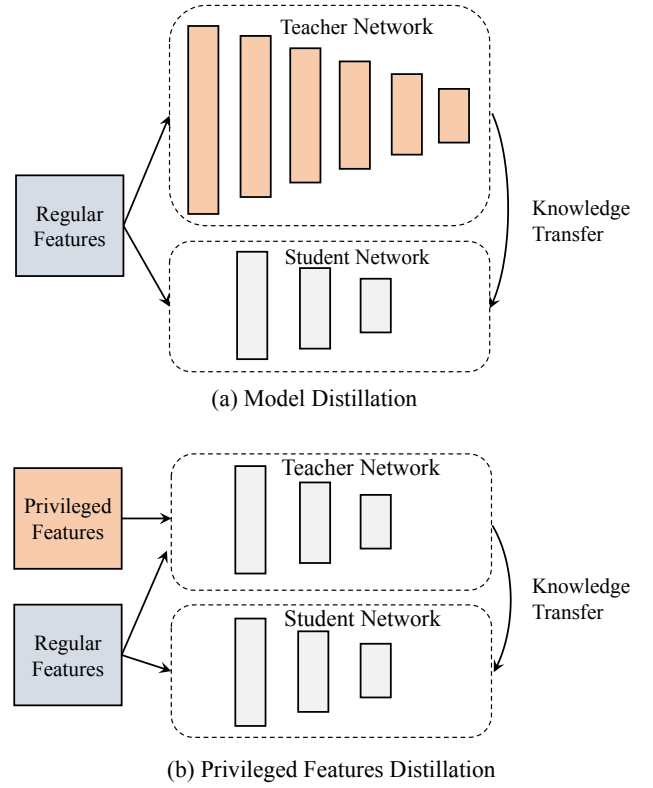 Teacher Network
Regular
Features
Knowledge
Transfer
Student Network
(a) Model Distillation
Privileged
Features
Teacher Network
Knowledge
Transfer
Regular
Features
Student Network
(b) Privileged Features Distillation